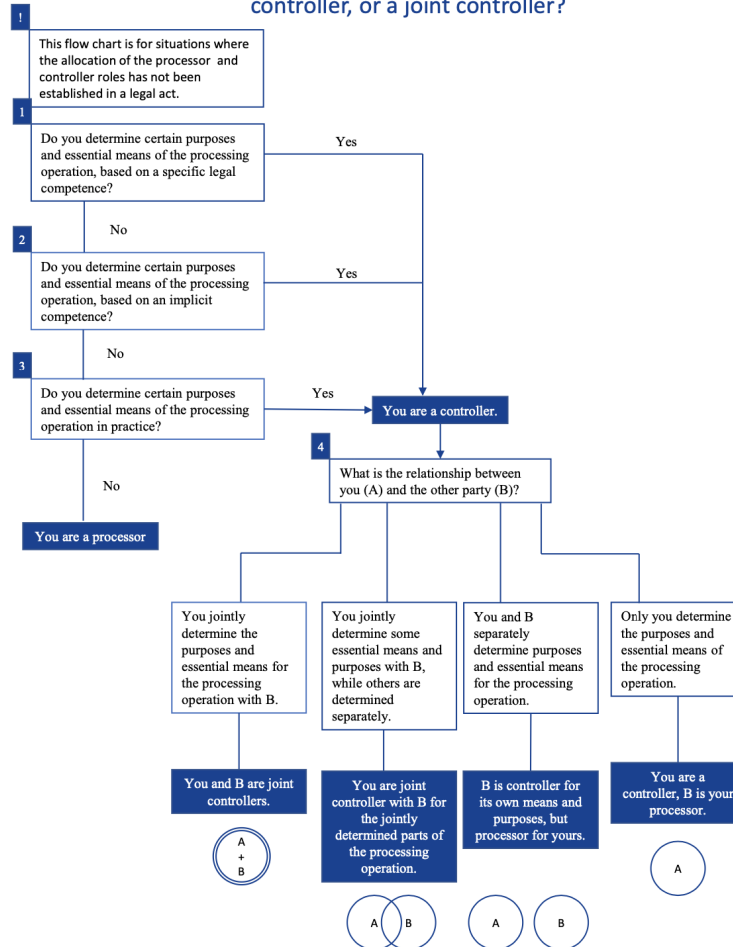 controller, or a joint controller?
!
This flow chart is for situations where
the allocation of the processor and
controller roles has not been
established in a legal act.
1
Do you determine certain purposes
and essential means of the processing
operation, based on a specific legal
competence?
Yes
No
2
Do you determine certain purposes
and essential means of the processing
operation, based on an implicit
competence?
Yes
No
3
Do you determine certain purposes
and essential means of the processing
operation in practice?
Yes
You are a controller.
No
You are a processor
4
What is the relationship between
you (A) and the other party (B)?
You jointly
determine the
purposes and
essential means for
the processing
operation with B.
You jointly
determine some
essential means and
purposes with B,
while others are
determined
separately.
You and B
separately
determine purposes
and essential means
for the processing
operation.
Only you determine
the purposes and
essential means of
the processing
operation.
You and B are joint
controllers.
You are joint
controller with B for
the jointly
determined parts of
the processing
operation.
B is controller for
its own means and
purposes, but
processor for yours.
You are a
controller, B is your
processor.
A
+
B
A B
A B
A